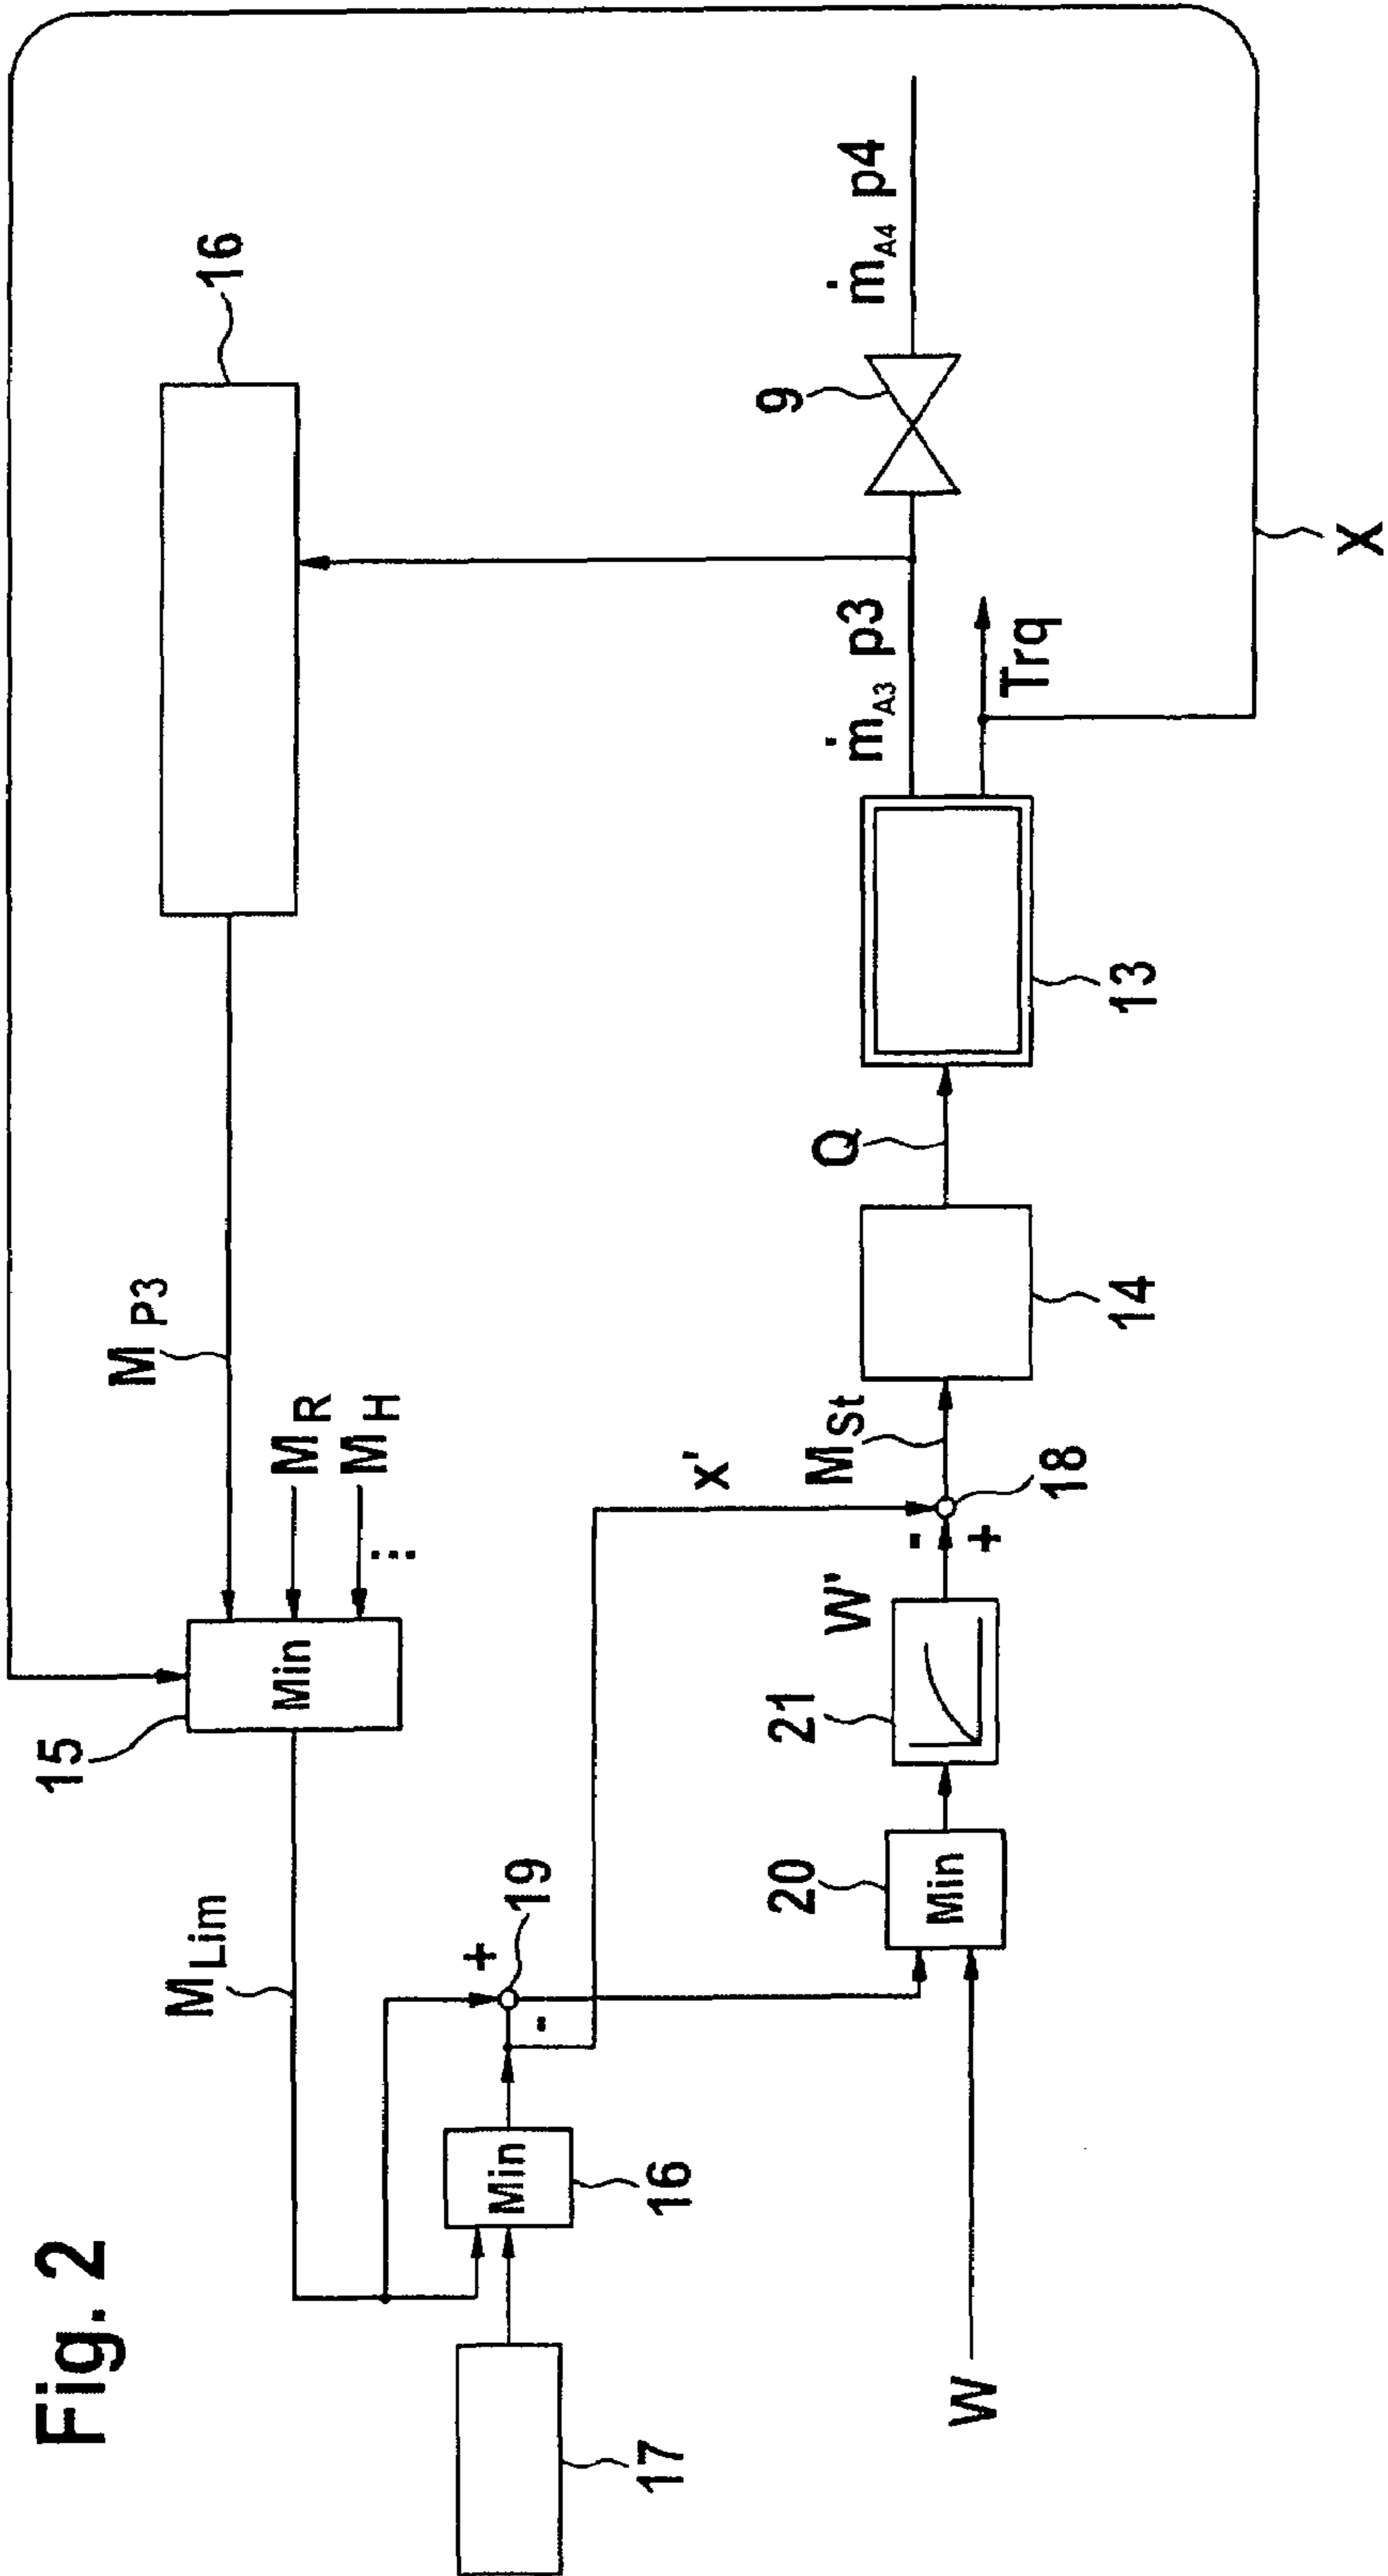 Fig. 2
16
M P3
M R
M H
⋮
15
Min
M Lim
+
19
-
Min
16
17
x'
9
ṁ A3 p3
ṁ A4 p4
Trq
X
Q
13
14
M St
-
+
18
W'
21
20
Min
W